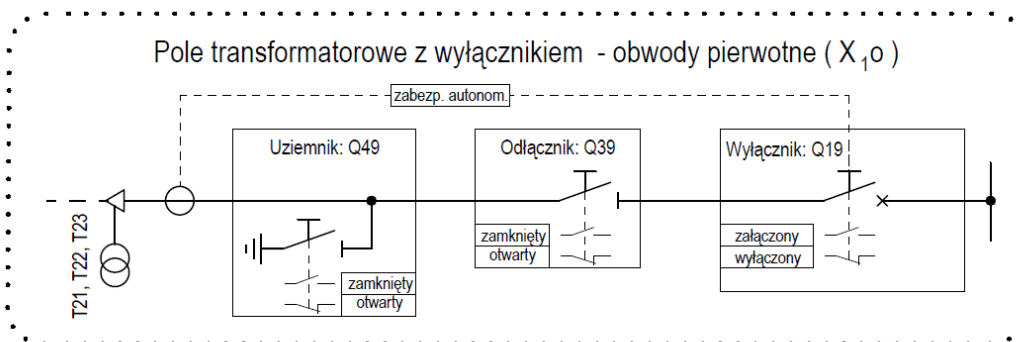 Pole transformatorowe z wyłącznikiem - obwody pierwotne ( X₁o )
zabezp. autonom.
Uziemnik: Q49
Odłącznik: Q39
Wyłącznik: Q19
T21, T22, T23
zamknięty
otwarty
zamknięty
otwarty
załączony
wyłączony